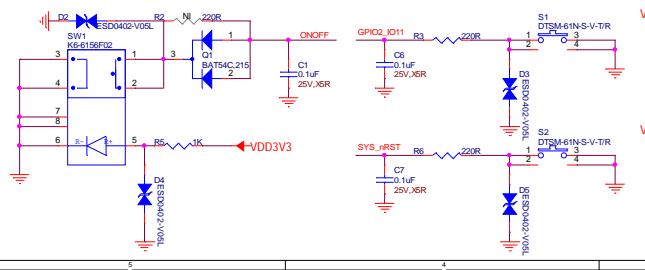 D2
ESD0402-V05L
R2
NI
220R
SW1
K6-6156F02
3
1
4
2
7
8
6
R-
R+
5
3
1
Q1
BAT54C,215
2
ONOFF
C1
0.1uF
25V,X5R
R5
1K
VDD3V3
D4
ESD0402-V05L
GPIO2_IO11
R3
220R
C6
0.1uF
25V,X5R
S1
DTSM-61N-S-V-T/R
1
3
2
4
D3
ESD0402-V05L
SYS_nRST
R6
220R
C7
0.1uF
25V,X5R
S2
DTSM-61N-S-V-T/R
1
3
2
4
D5
ESD0402-V05L
V
V
5
4